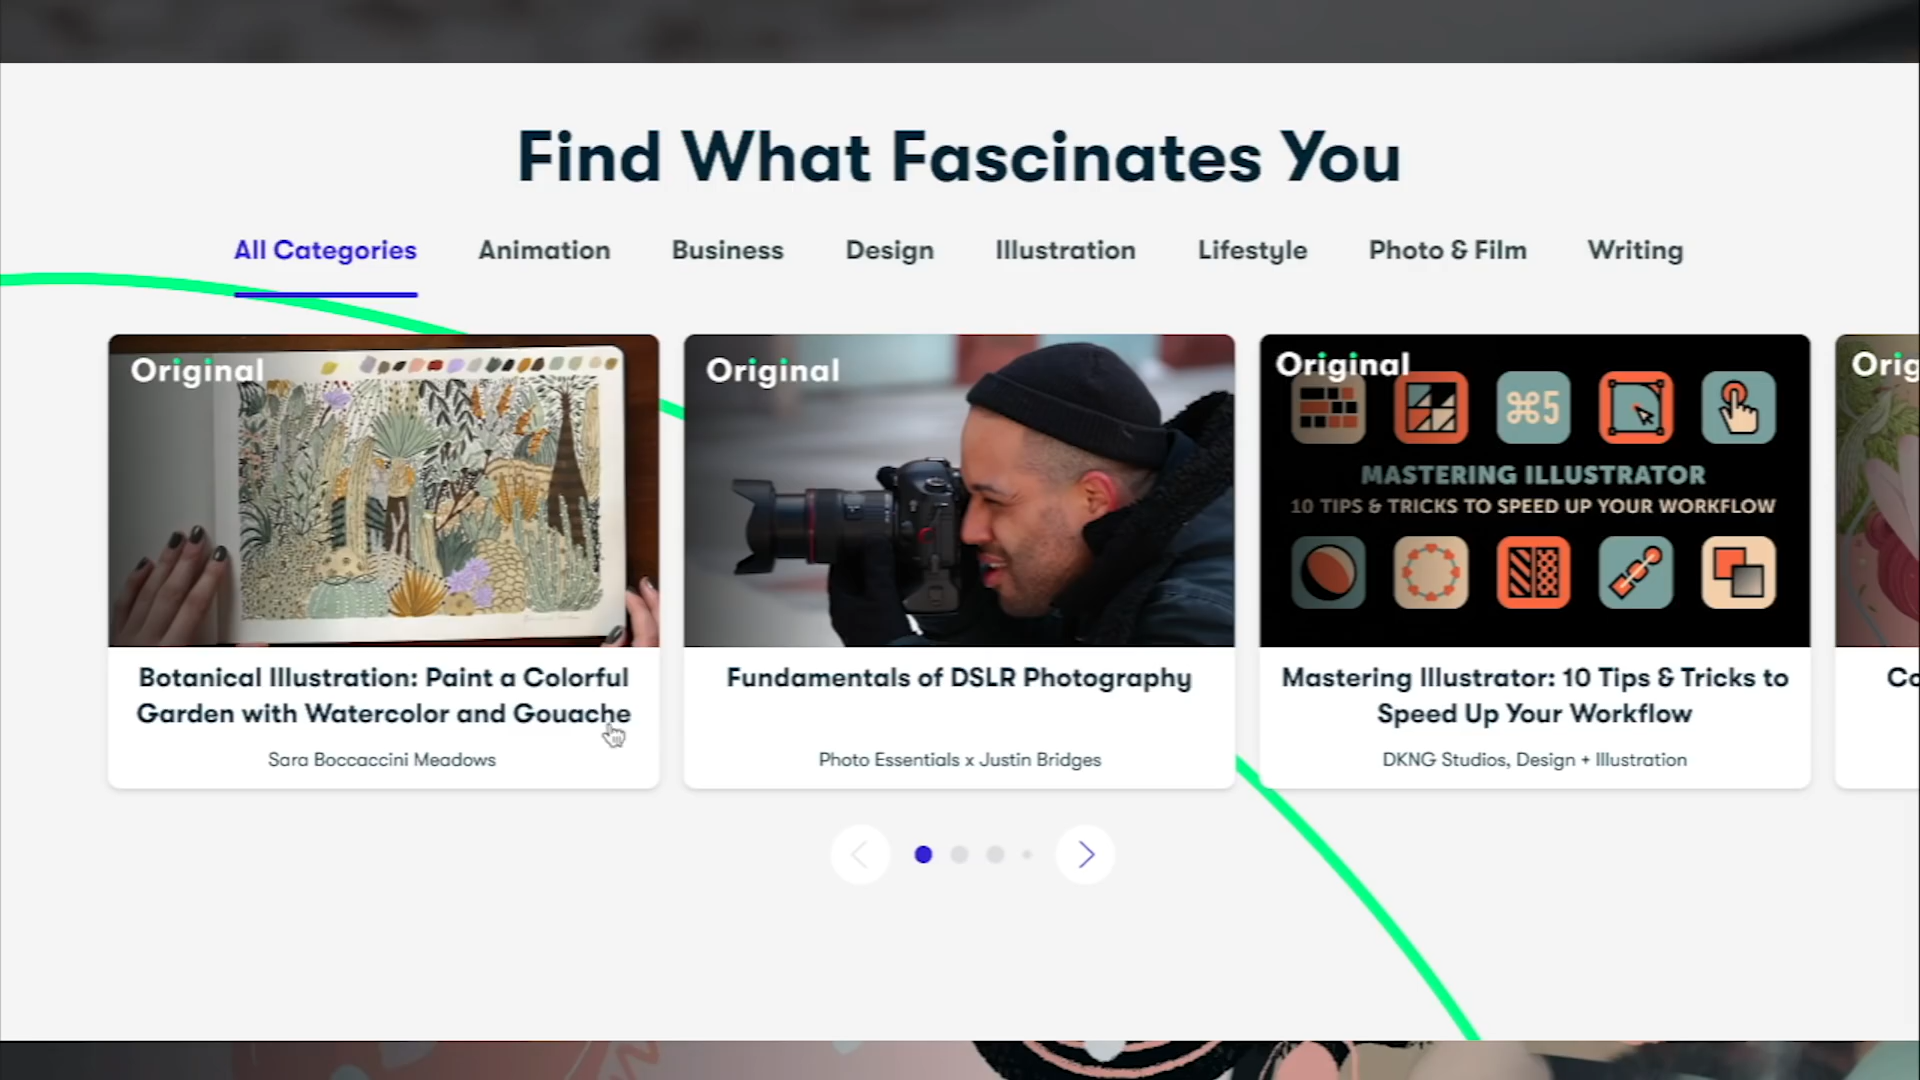 Find What Fascinates You
All Categories Animation Business Design Illustration Lifestyle Photo & Film Writing
Original
Original
Original
Orig
⌘5
MASTERING ILLUSTRATOR
10 TIPS & TRICKS TO SPEED UP YOUR WORKFLOW
Botanical Illustration: Paint a Colorful
Garden with Watercolor and Gouache
Sara Boccaccini Meadows
Fundamentals of DSLR Photography
Photo Essentials x Justin Bridges
Mastering Illustrator: 10 Tips & Tricks to
Speed Up Your Workflow
DKNG Studios, Design + Illustration
Co